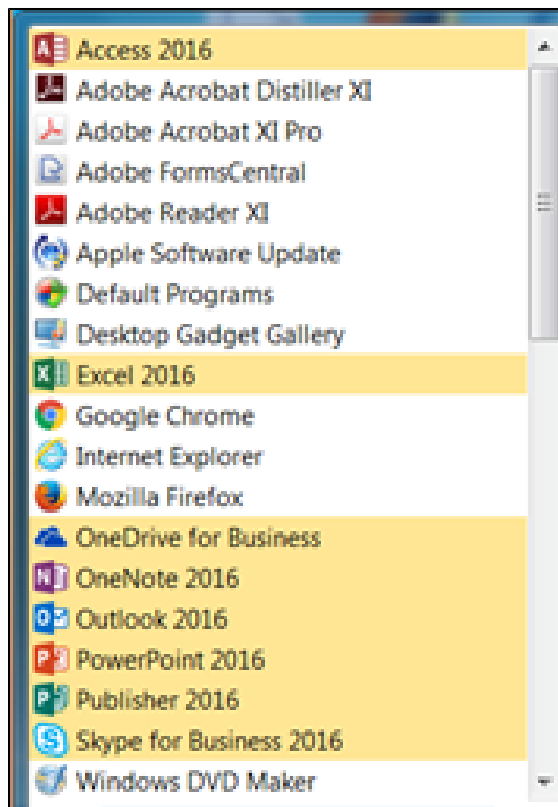 Access 2016
Adobe Acrobat Distiller XI
Adobe Acrobat XI Pro
Adobe FormsCentral
Adobe Reader XI
Apple Software Update
Default Programs
Desktop Gadget Gallery
Excel 2016
Google Chrome
Internet Explorer
Mozilla Firefox
OneDrive for Business
OneNote 2016
Outlook 2016
PowerPoint 2016
Publisher 2016
Skype for Business 2016
Windows DVD Maker